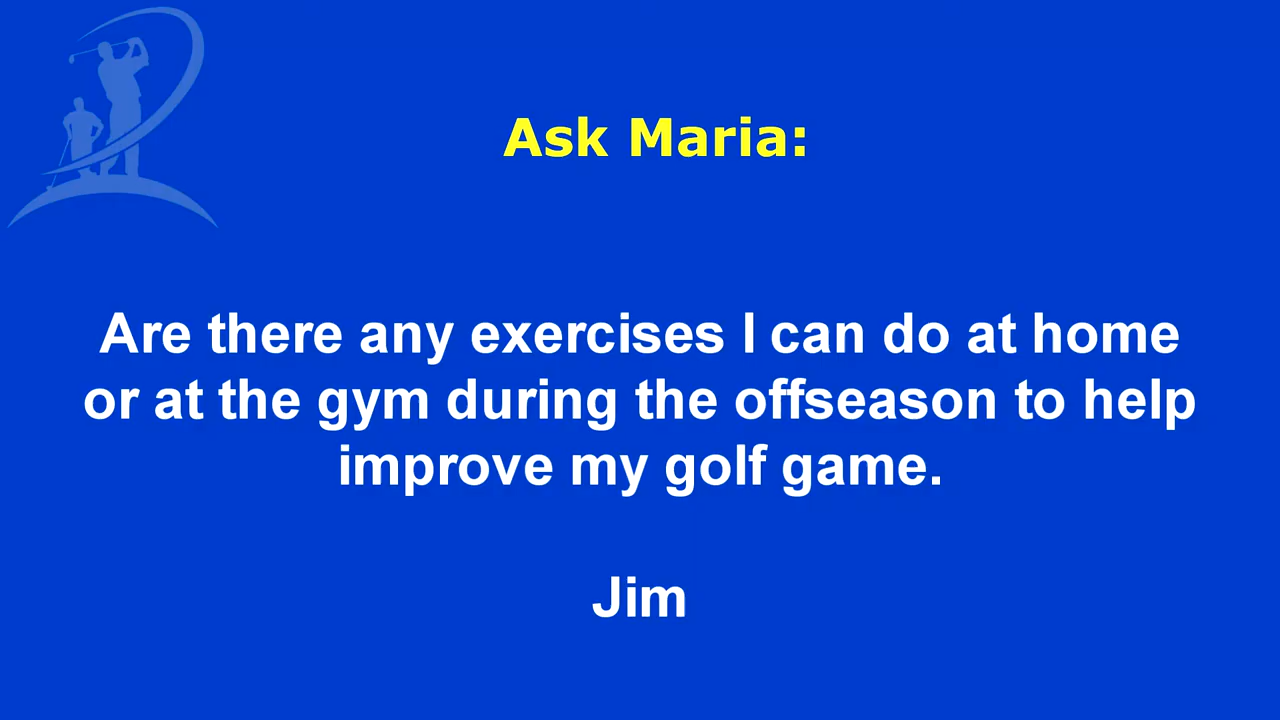 Ask Maria:
Are there any exercises I can do at home
or at the gym during the offseason to help
improve my golf game.
Jim